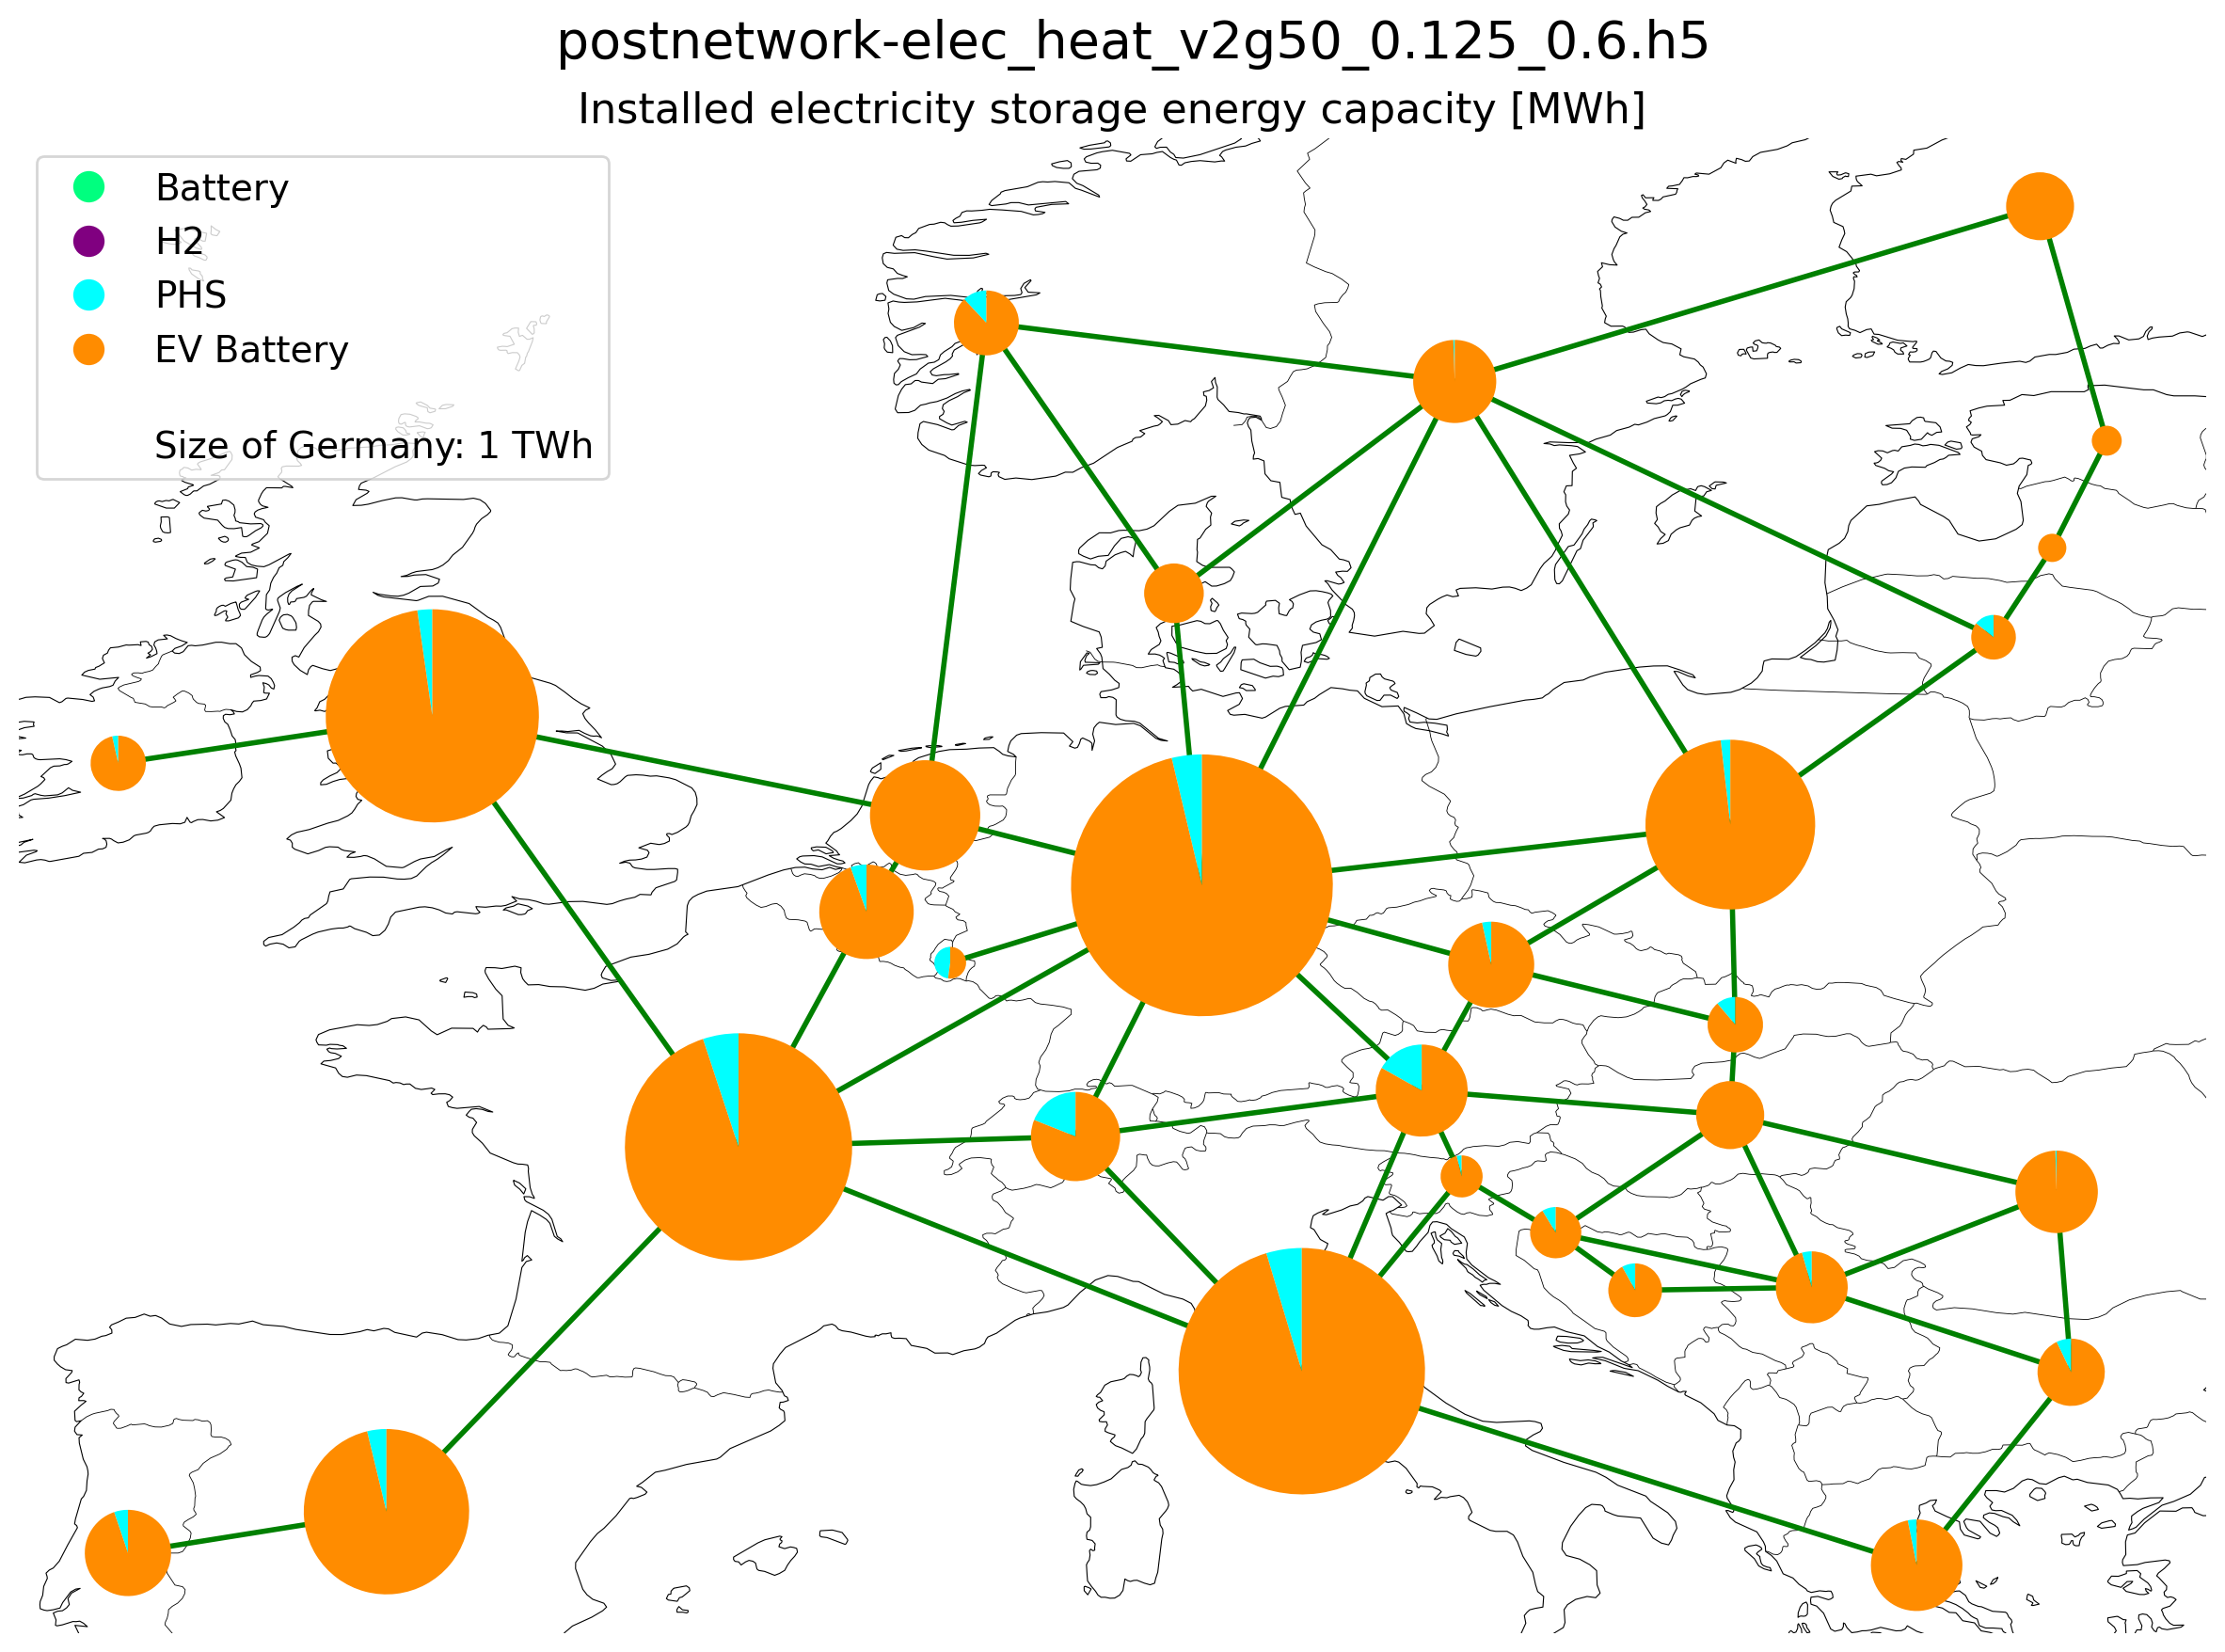 postnetwork-elec_heat_v2g50_0.125_0.6.h5
Installed electricity storage energy capacity [MWh]
Battery
H2
PHS
EV Battery
Size of Germany: 1 TWh